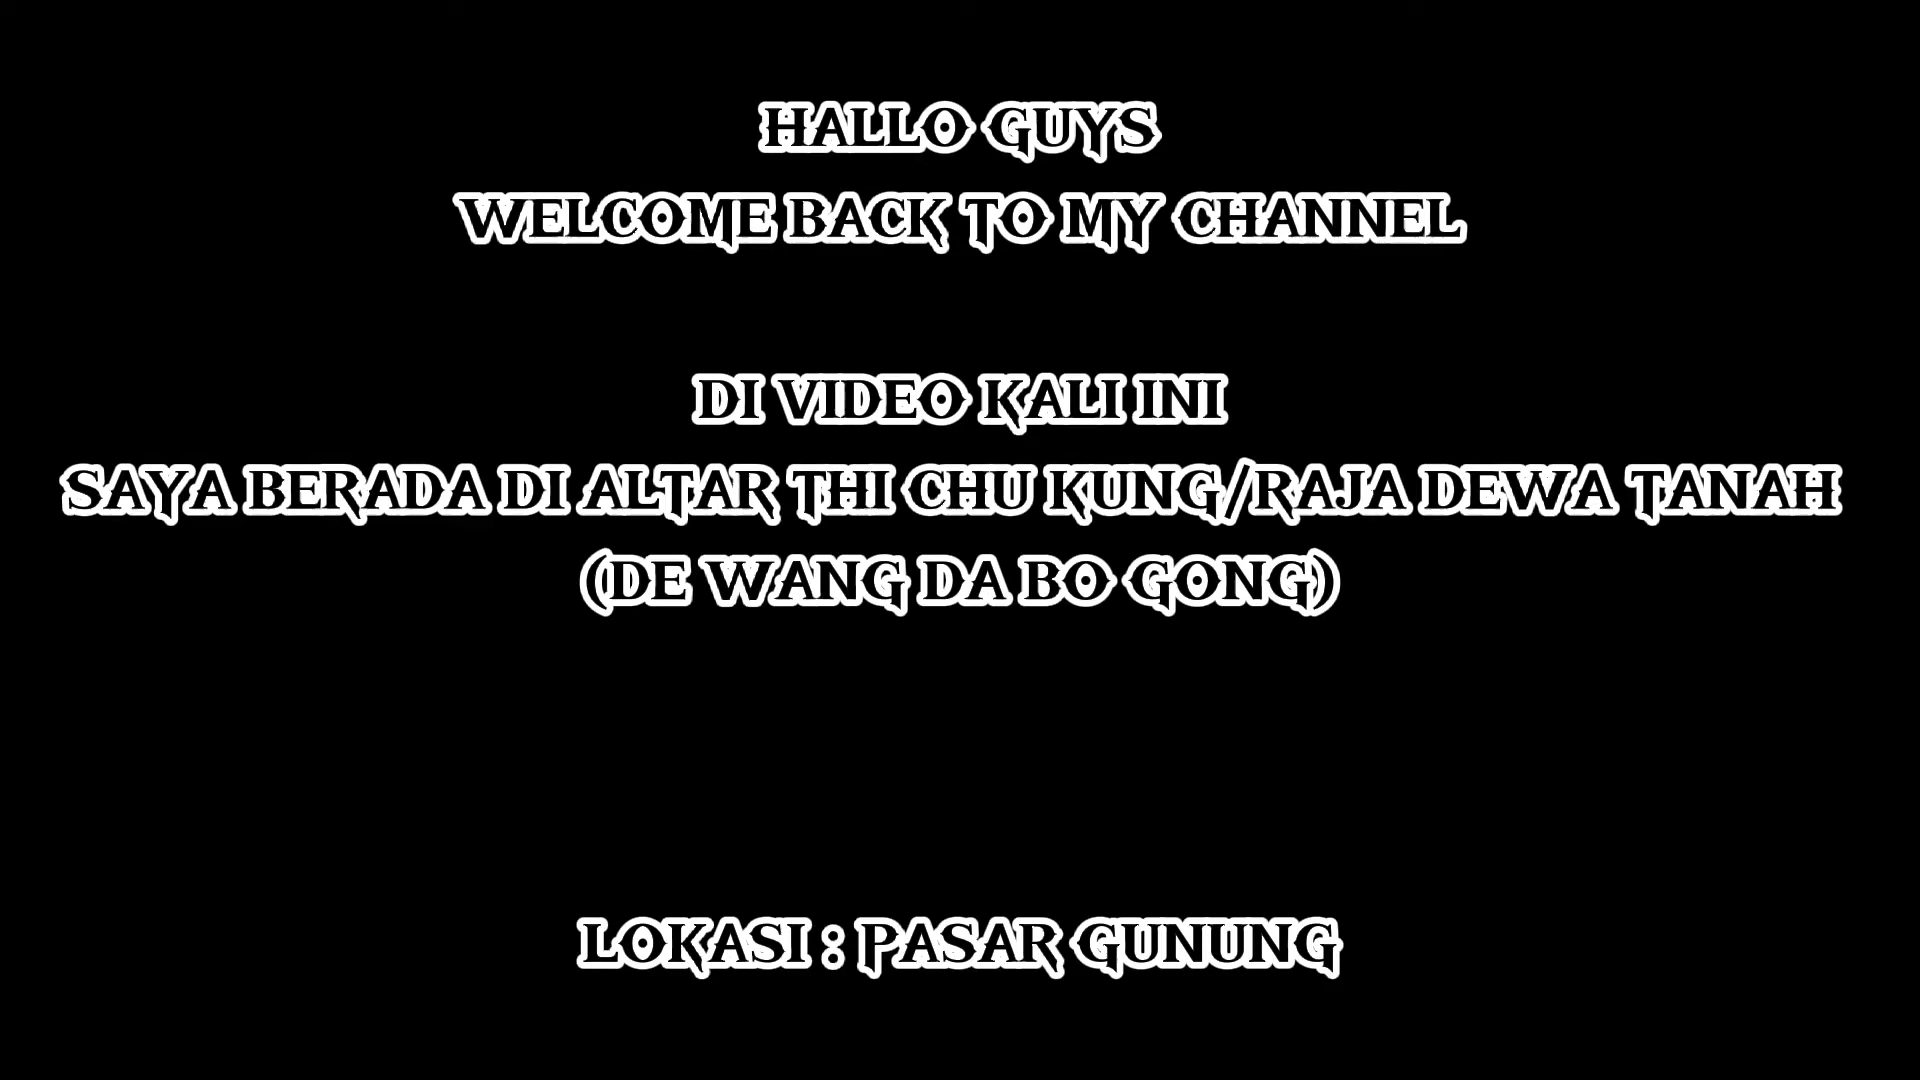 HALLO GUYS
WELCOME BACK TO MY CHANNEL
DI VIDEO KALI INI
SAYA BERADA DI ALTAR THI CHU KUNG/RAJA DEWA TANAH
(DE WANG DA BO GONG)
LOKASI : PASAR GUNUNG